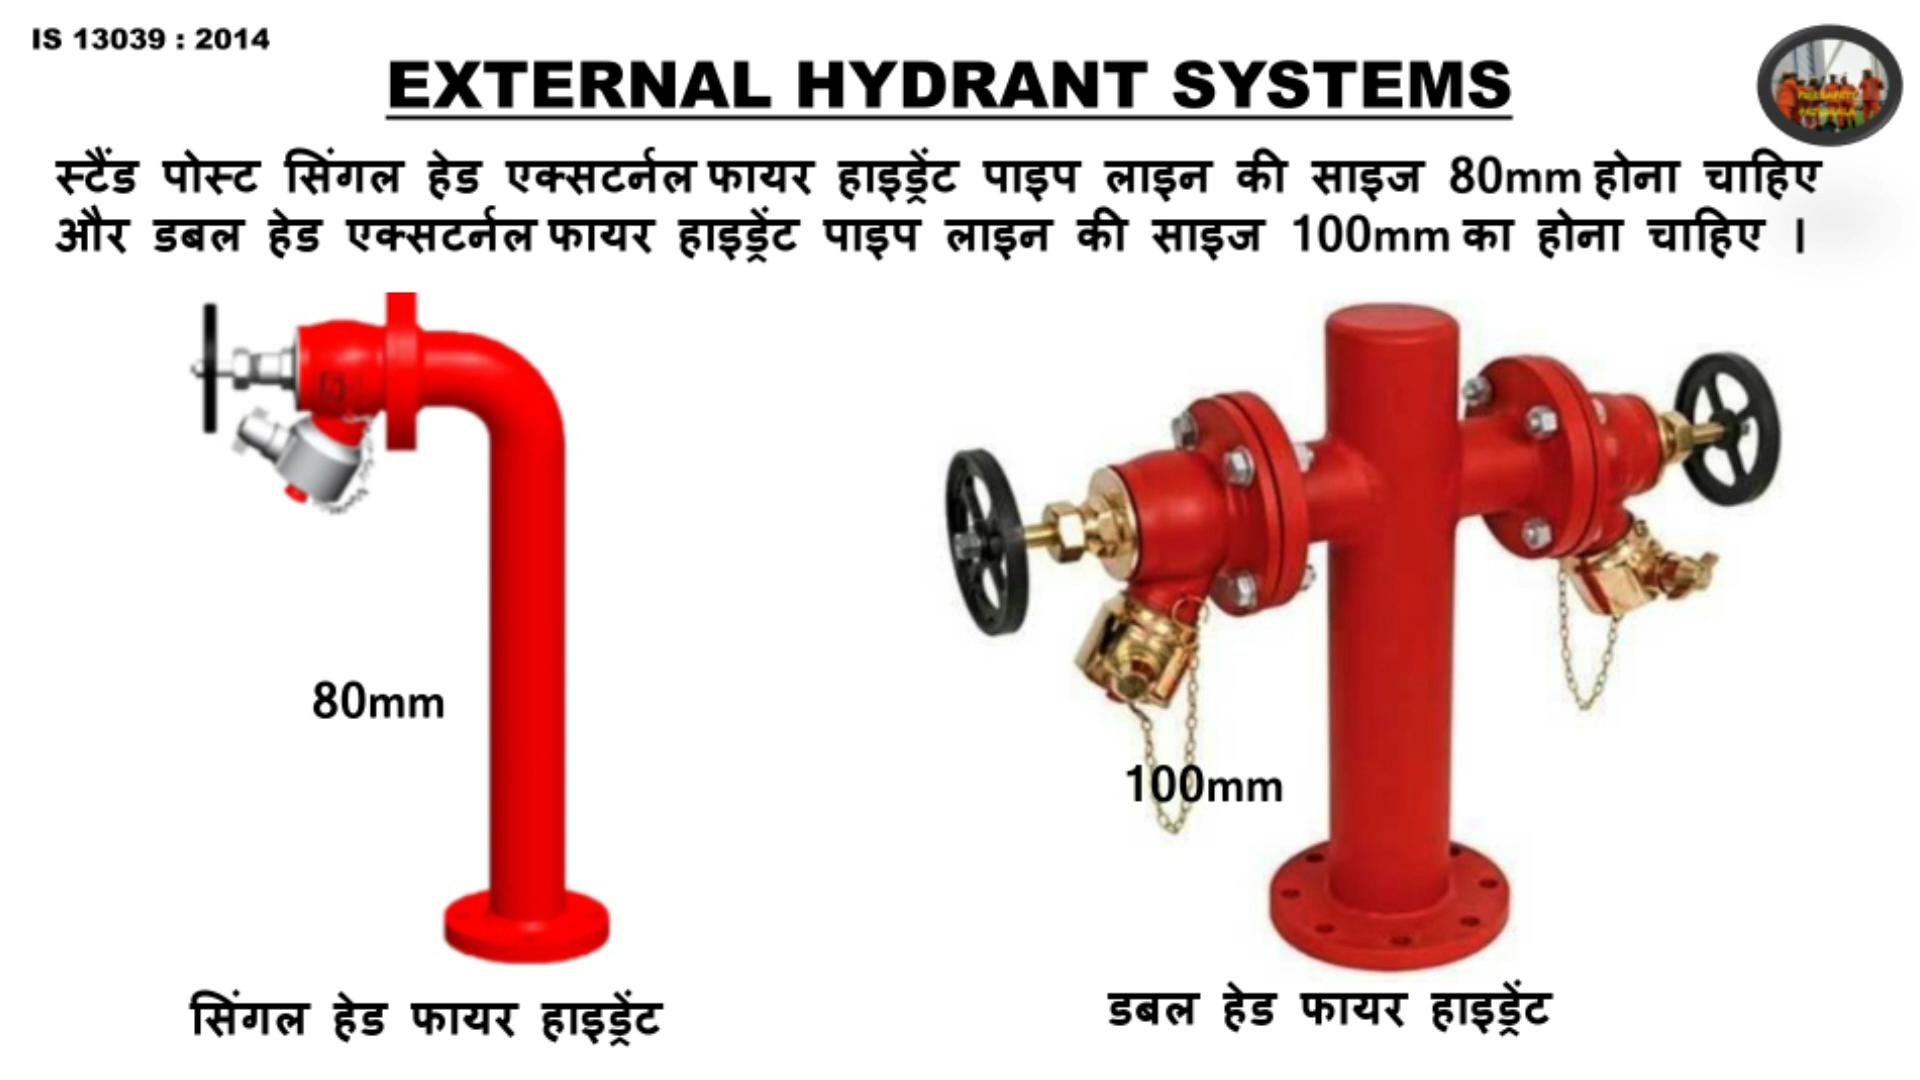 IS 13039 : 2014
EXTERNAL HYDRANT SYSTEMS
स्टैंड पोस्ट सिंगल हेड एक्सटर्नल फायर हाइड्रेंट पाइप लाइन की साइज 80mm होना चाहिए
और डबल हेड एक्सटर्नल फायर हाइड्रेंट पाइप लाइन की साइज 100mm का होना चाहिए ।
80mm
100mm
सिंगल हेड फायर हाइड्रेंट
डबल हेड फायर हाइड्रेंट